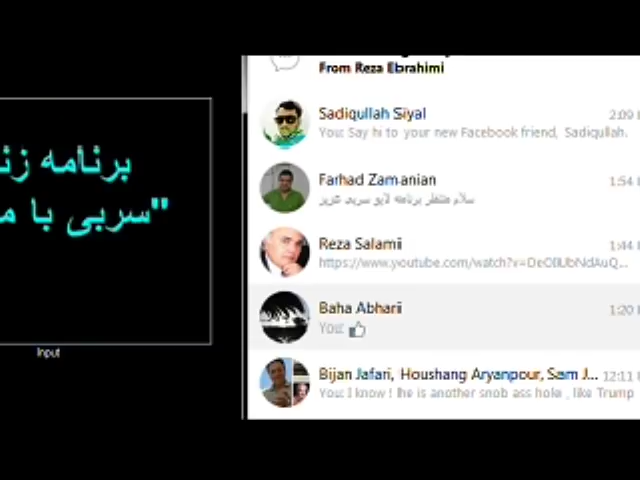 برنامه زن
"سربی با م
Input
From Reza Ebrahimi
Sadiqullah Siyal
2:09
You: Say hi to your new Facebook friend, Sadiqullah.
Farhad Zamanian
1:54
سلام منتظر برنامه لایو سربد عزیز
Reza Salami
1:44
https://www.youtube.com/watch?v=
Baha Abharii
1:20
You:
Bijan Jafari, Houshang Aryanpour, Sam J...
12:11
You: I know ! he is another snob ass hole , like Trump